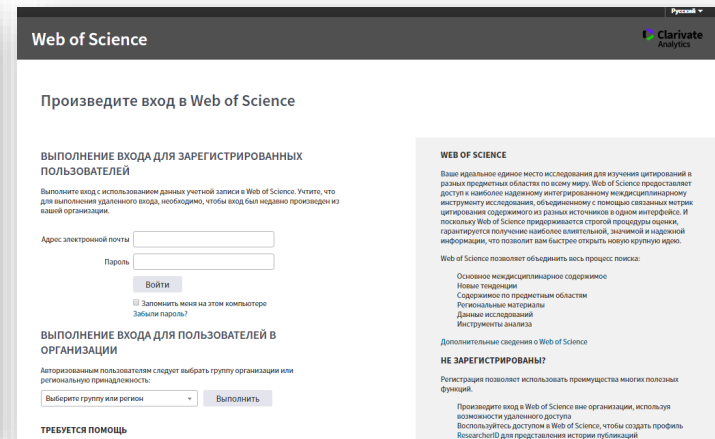 Русский
Web of Science
Clarivate
Analytics
Произведите вход в Web of Science
ВЫПОЛНЕНИЕ ВХОДА ДЛЯ ЗАРЕГИСТРИРОВАННЫХ
ПОЛЬЗОВАТЕЛЕЙ
Выполните вход с использованием данных учетной записи в Web of Science. Учтите, что
для выполнения удаленного входа, необходимо, чтобы вход был недавно произведен из
вашей организации.
Адрес электронной почты
Пароль
Войти
Запомнить меня на этом компьютере
Забыли пароль?
ВЫПОЛНЕНИЕ ВХОДА ДЛЯ ПОЛЬЗОВАТЕЛЕЙ В
ОРГАНИЗАЦИИ
Авторизованным пользователям следует выбрать группу организации или
региональную принадлежность:
Выберите группу или регион
Выполнить
ТРЕБУЕТСЯ ПОМОЩЬ
WEB OF SCIENCE
Ваше идеальное единое место исследования для изучения цитирований в
разных предметных областях по всему миру. Web of Science предоставляет
доступ к наиболее надежному интегрированному междисциплинарному
инструменту исследования, объединенному с помощью связанных метрик
цитирования содержимого из разных источников в одном интерфейсе. И
поскольку Web of Science придерживается строгой процедуры оценки,
гарантируется получение наиболее влиятельной, значимой и надежной
информации, что позволит вам быстрее открыть новую крупную идею.
Web of Science позволяет объединить весь процесс поиска:
Основное междисциплинарное содержимое
Новые тенденции
Содержимое по предметным областям
Региональные материалы
Данные исследований
Инструменты анализа
Дополнительные сведения о Web of Science
НЕ ЗАРЕГИСТРИРОВАНЫ?
Регистрация позволяет использовать преимущества многих полезных
функций.
Произведите вход в Web of Science вне организации, используя
возможности удаленного доступа
Воспользуйтесь доступом в Web of Science, чтобы создать профиль
ResearcherID для представления истории публикаций